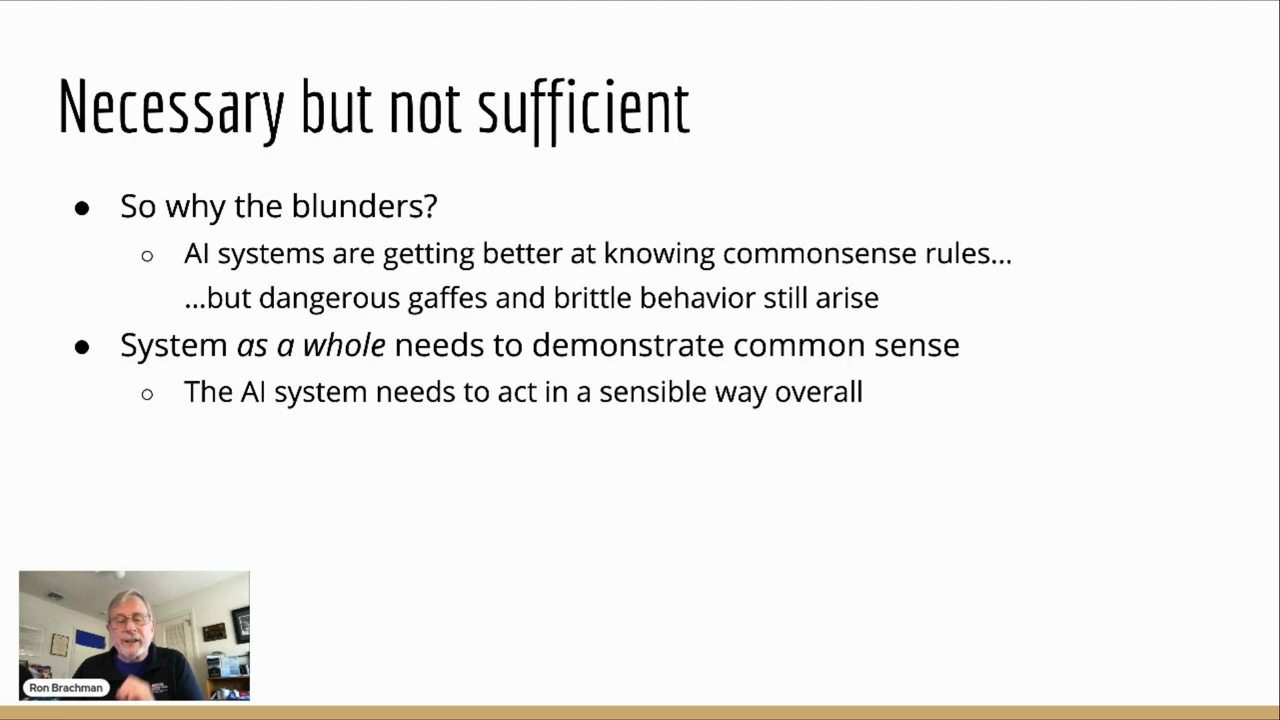 Necessary but not sufficient
● So why the blunders?
○ AI systems are getting better at knowing commonsense rules...
...but dangerous gaffes and brittle behavior still arise
● System as a whole needs to demonstrate common sense
○ The AI system needs to act in a sensible way overall
Ron Brachman